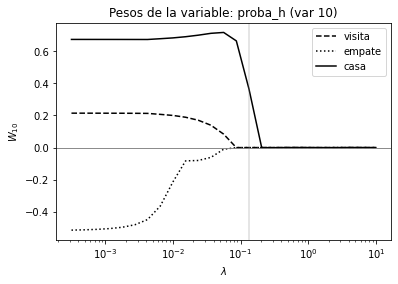 Pesos de la variable: proba_h (var 10)
visita
empate
casa
0.6
0.4
0.2
0.0
−0.2
−0.4
W₁₀
10⁻³
10⁻²
10⁻¹
10⁰
10¹
λ